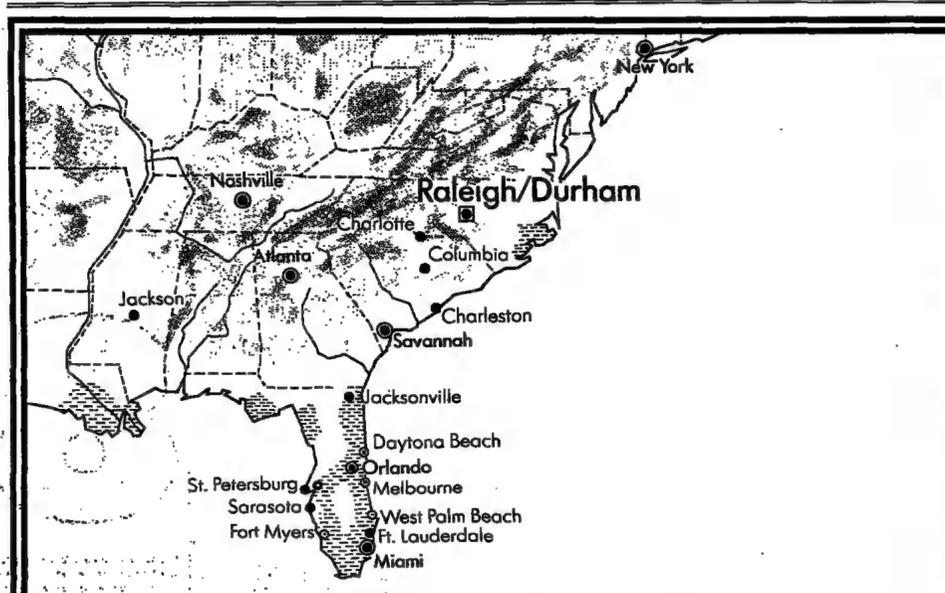 New York
Nashville
Raleigh/Durham
Charlotte
Columbia
Atlanta
Jackson
Charleston
Savannah
Jacksonville
Daytona Beach
Orlando
St. Petersburg
Melbourne
Sarasota
West Palm Beach
Fort Myers
Ft. Lauderdale
Miami